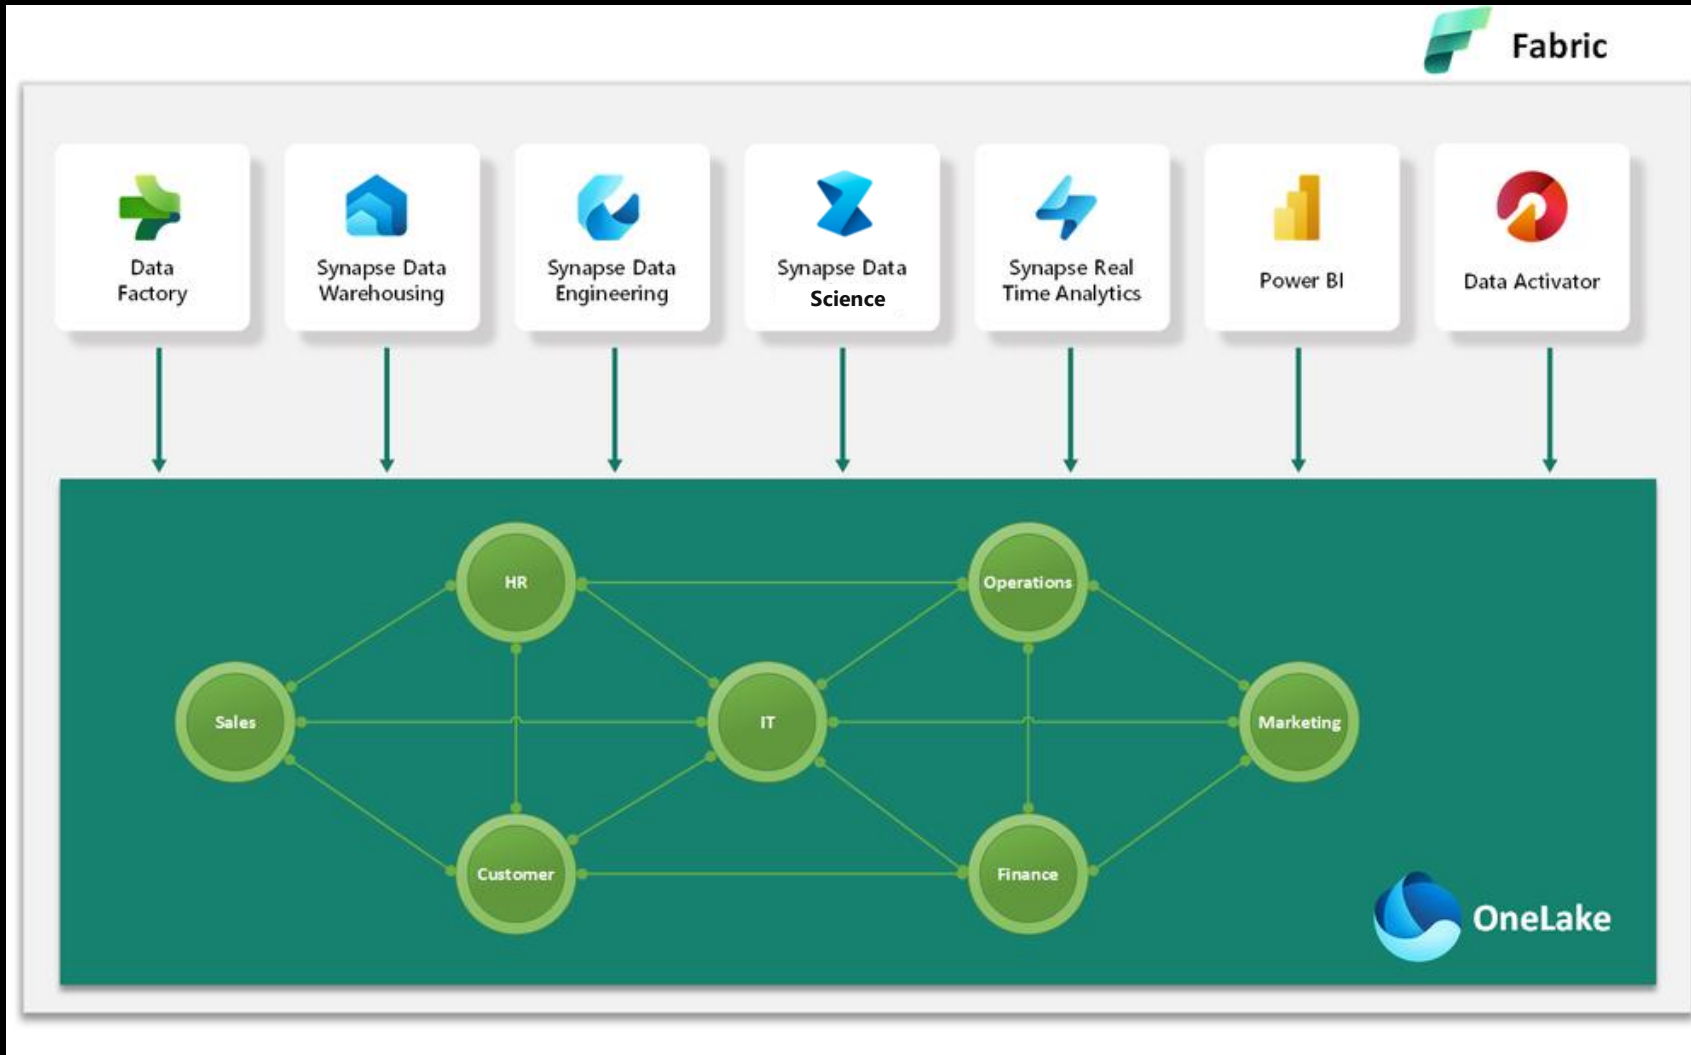 Fabric
Data
Factory
Synapse Data
Warehousing
Synapse Data
Engineering
Synapse Data
Science
Synapse Real
Time Analytics
Power BI
Data Activator
HR
Operations
Sales
IT
Marketing
Customer
Finance
OneLake